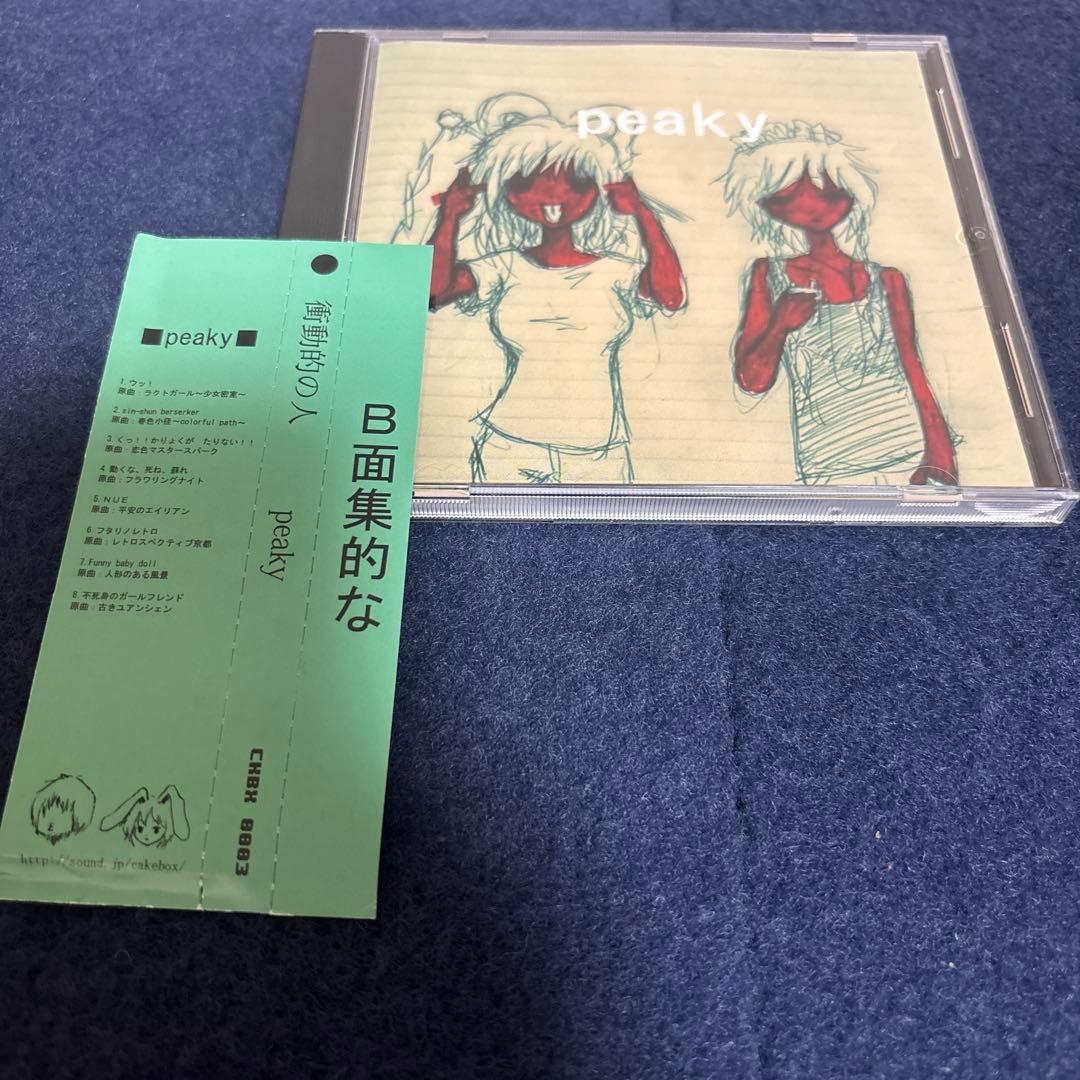 peaky
■peaky■
1.ウッ!
原曲:ラクトガール~少女密室~
2.sin-shun berserker
原曲:春色小径~colorful path~
3.くっ!!かりょくが たりない!!
原曲:恋色マスタースパーク
4.動くな、死ね、蘇れ
原曲:フラワリングナイト
5.NUE
原曲:平安のエイリアン
6.フタリノレトロ
原曲:レトロスペクティブ京都
7.Funny baby doll
原曲:人形のある風景
8.不死身のガールフレンド
原曲:古きユアンシェン
http://sound.jp/cakebox/
衝動的の人 peaky
CKBX 0003
B面集的な